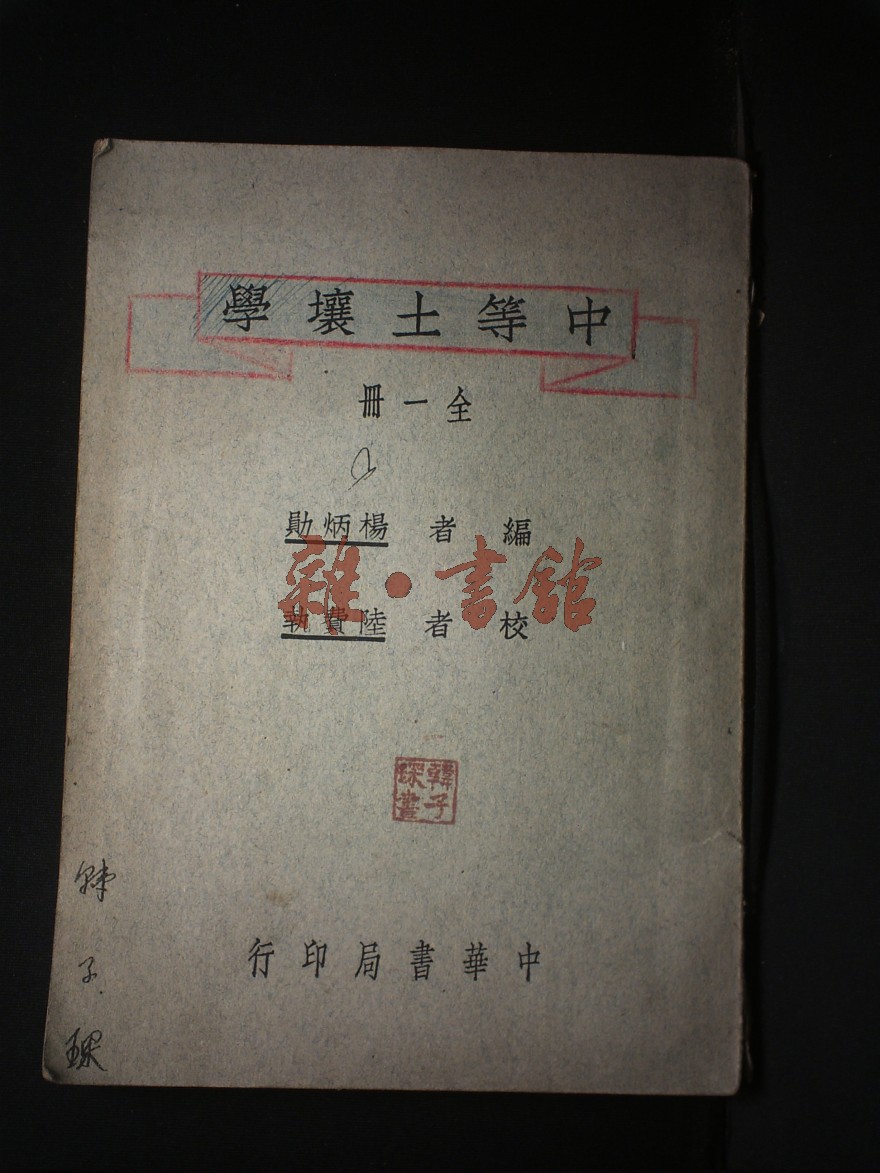 中等土壤學
全一冊
編者 楊炳勛
校者 陸費執
雜·書館
韓子
琛書
中華書局印行
韓子琛